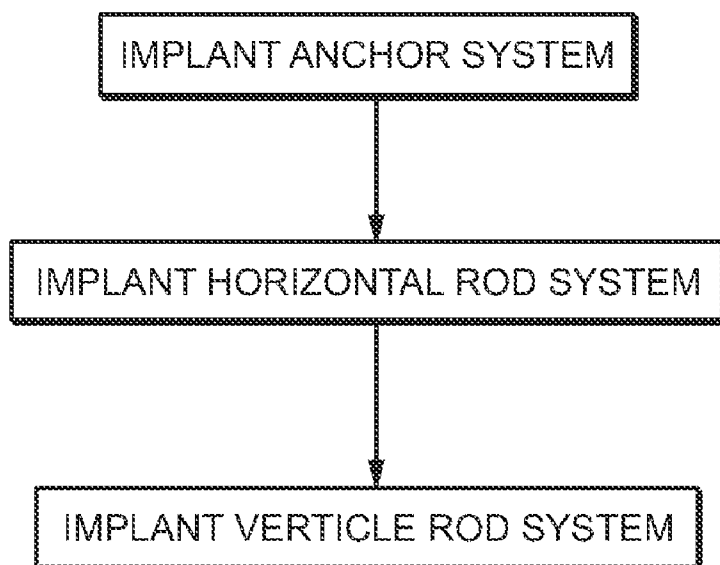 IMPLANT ANCHOR SYSTEM
IMPLANT HORIZONTAL ROD SYSTEM
IMPLANT VERTICLE ROD SYSTEM